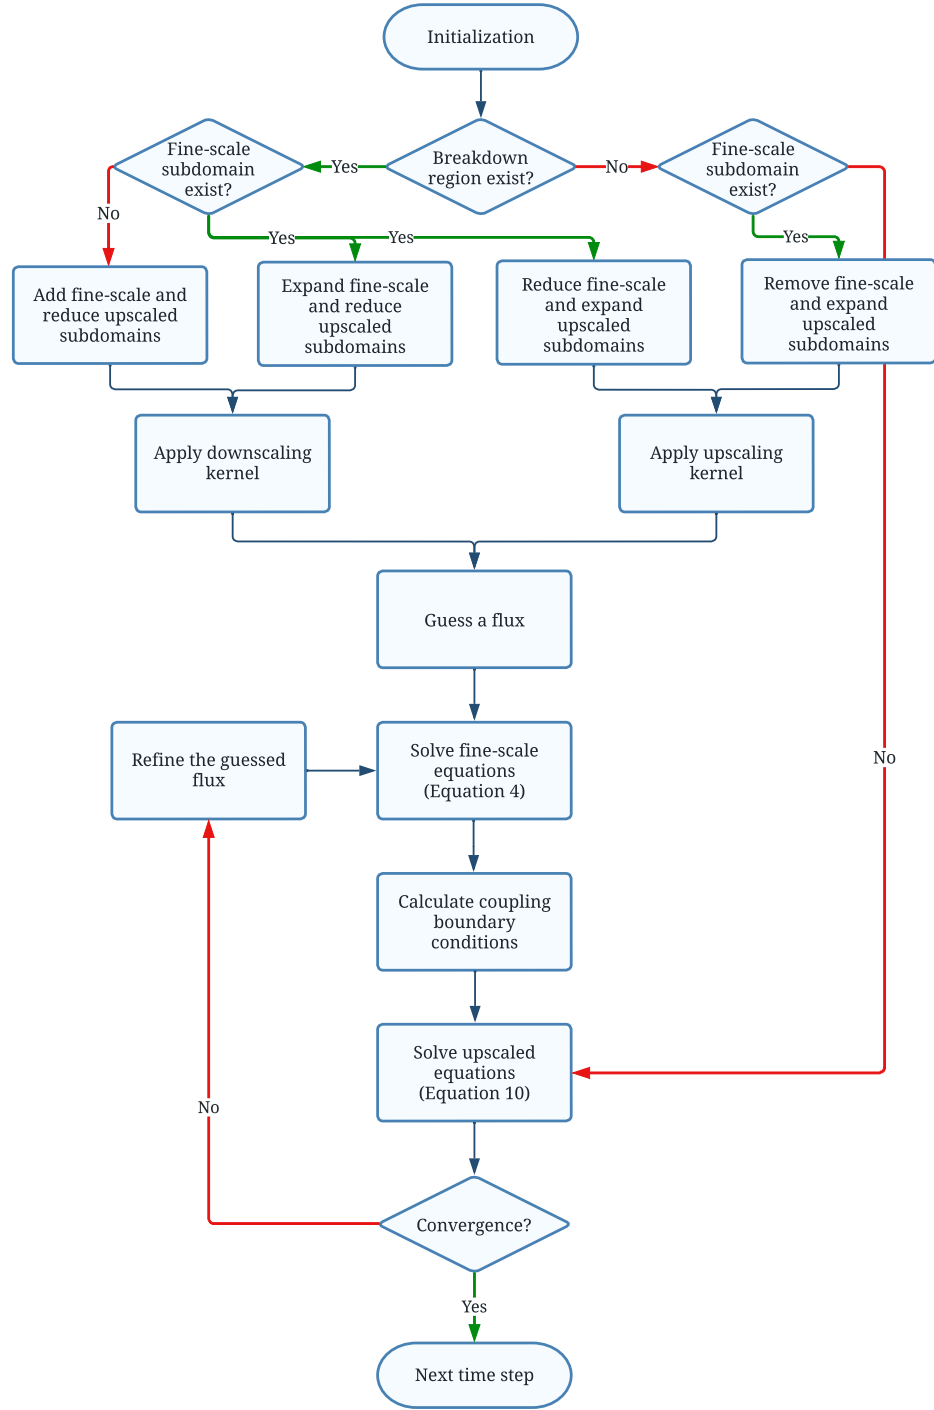 Initialization
Fine-scale
subdomain
exist?
Yes
Breakdown
region exist?
No
Fine-scale
subdomain
exist?
No
Yes
Yes
Yes
Add fine-scale and
reduce upscaled
subdomains
Expand fine-scale
and reduce
upscaled
subdomains
Reduce fine-scale
and expand
upscaled
subdomains
Remove fine-scale
and expand
upscaled
subdomains
Apply downscaling
kernel
Apply upscaling
kernel
Guess a flux
Refine the guessed
flux
Solve fine-scale
equations
(Equation 4)
No
Calculate coupling
boundary
conditions
Solve upscaled
equations
(Equation 10)
No
Convergence?
Yes
Next time step